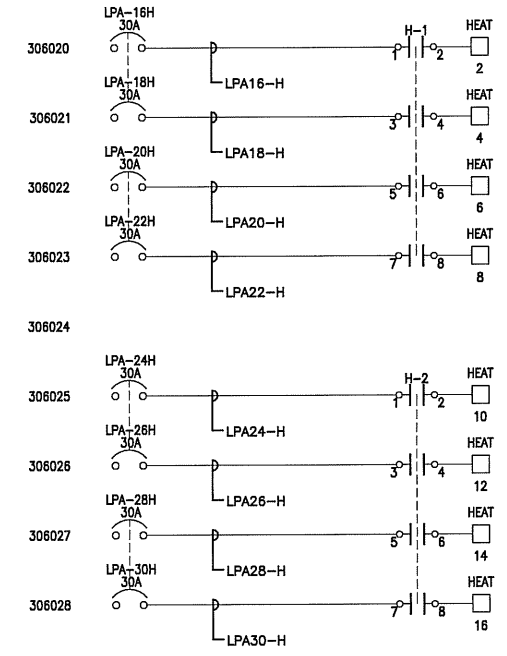 LPA-16H
30A
H-1
HEAT
306020
1
2
2
LPA16-H
LPA-18H
30A
HEAT
306021
3
4
4
LPA18-H
LPA-20H
30A
HEAT
306022
5
6
6
LPA20-H
LPA-22H
30A
HEAT
306023
7
8
8
LPA22-H
306024
LPA-24H
30A
H-2
HEAT
306025
1
2
10
LPA24-H
LPA-26H
30A
HEAT
306026
3
4
12
LPA26-H
LPA-28H
30A
HEAT
306027
5
6
14
LPA28-H
LPA-30H
30A
HEAT
306028
7
8
16
LPA30-H